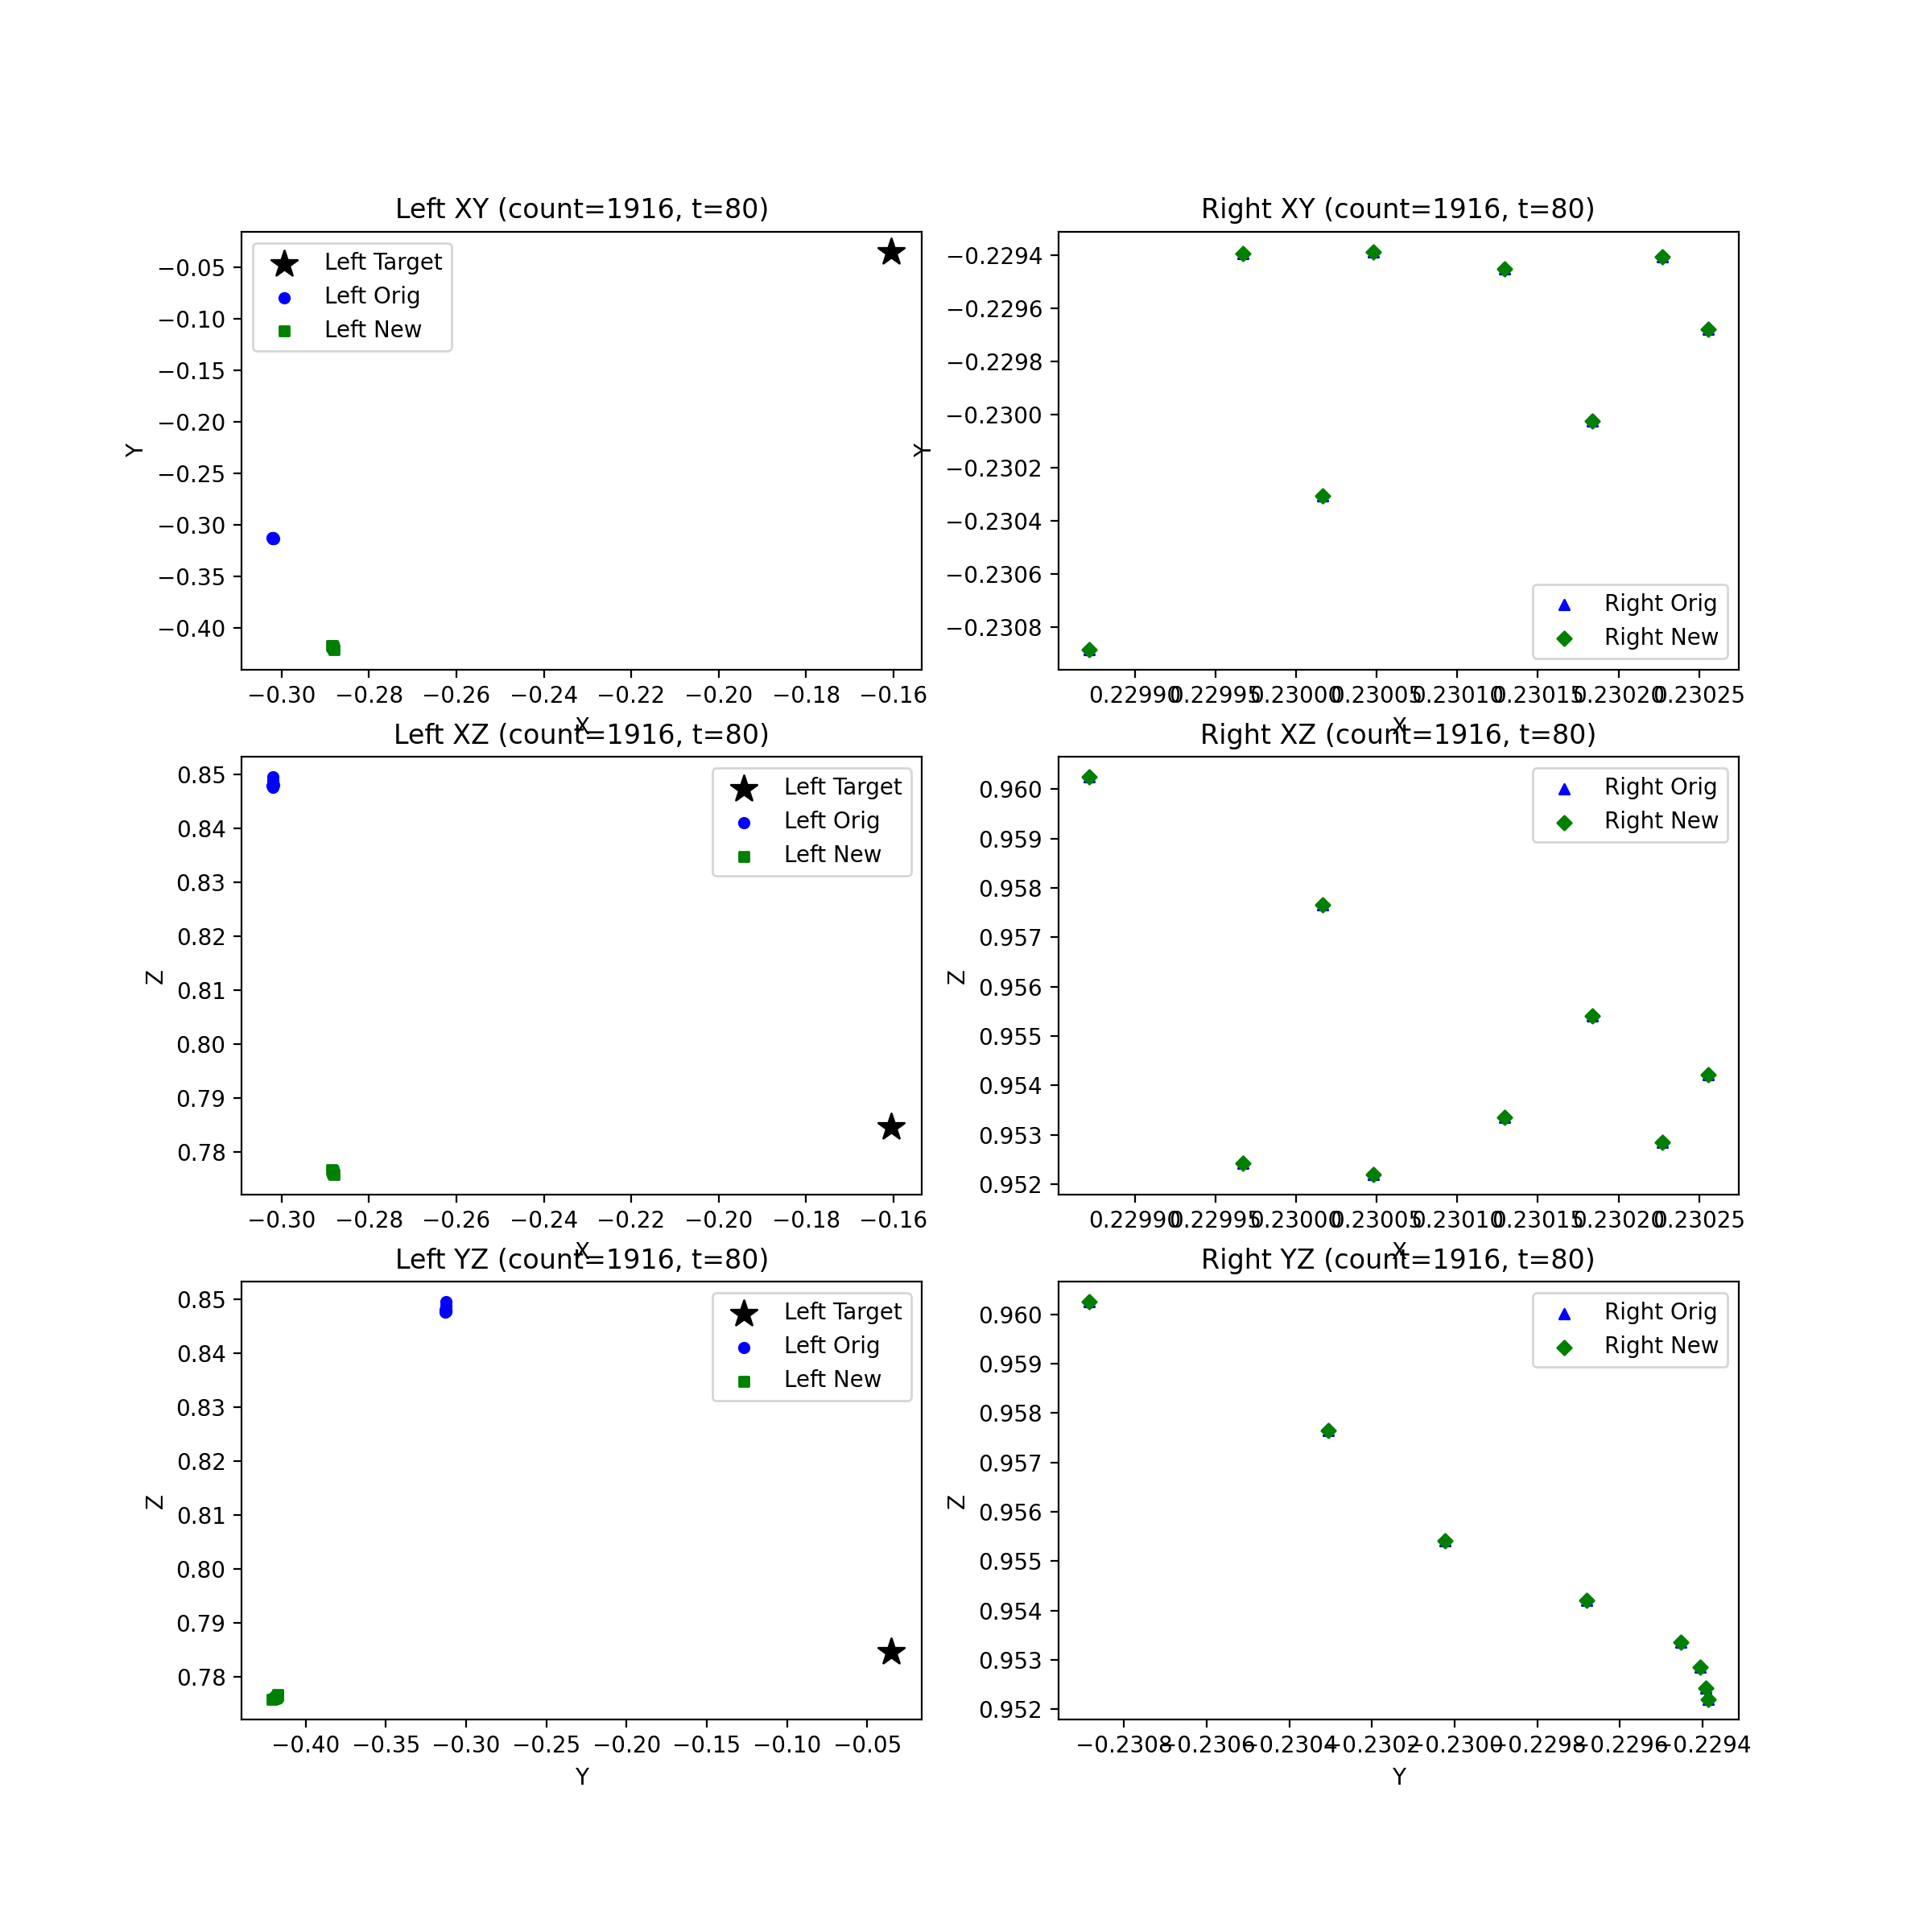 Left XY (count=1916, t=80)
Left Target
Left Orig
Left New
−0.05
−0.10
−0.15
−0.20
−0.25
−0.30
−0.35
−0.40
Y
−0.30 −0.28 −0.26 −0.24 −0.22 −0.20 −0.18 −0.16
X
Right XY (count=1916, t=80)
−0.2294
−0.2296
−0.2298
−0.2300
−0.2302
−0.2304
−0.2306
−0.2308
Y
Right Orig
Right New
0.22990 0.22995 0.23000 0.23005 0.23010 0.23015 0.23020 0.23025
X
Left XZ (count=1916, t=80)
Left Target
Left Orig
Left New
0.85
0.84
0.83
0.82
0.81
0.80
0.79
0.78
Z
−0.30 −0.28 −0.26 −0.24 −0.22 −0.20 −0.18 −0.16
X
Right XZ (count=1916, t=80)
Right Orig
Right New
0.960
0.959
0.958
0.957
0.956
0.955
0.954
0.953
0.952
Z
0.22990 0.22995 0.23000 0.23005 0.23010 0.23015 0.23020 0.23025
X
Left YZ (count=1916, t=80)
Left Target
Left Orig
Left New
0.85
0.84
0.83
0.82
0.81
0.80
0.79
0.78
Z
−0.40 −0.35 −0.30 −0.25 −0.20 −0.15 −0.10 −0.05
Y
Right YZ (count=1916, t=80)
Right Orig
Right New
0.960
0.959
0.958
0.957
0.956
0.955
0.954
0.953
0.952
Z
−0.2308 −0.2306 −0.2304 −0.2302 −0.2300 −0.2298 −0.2296 −0.2294
Y